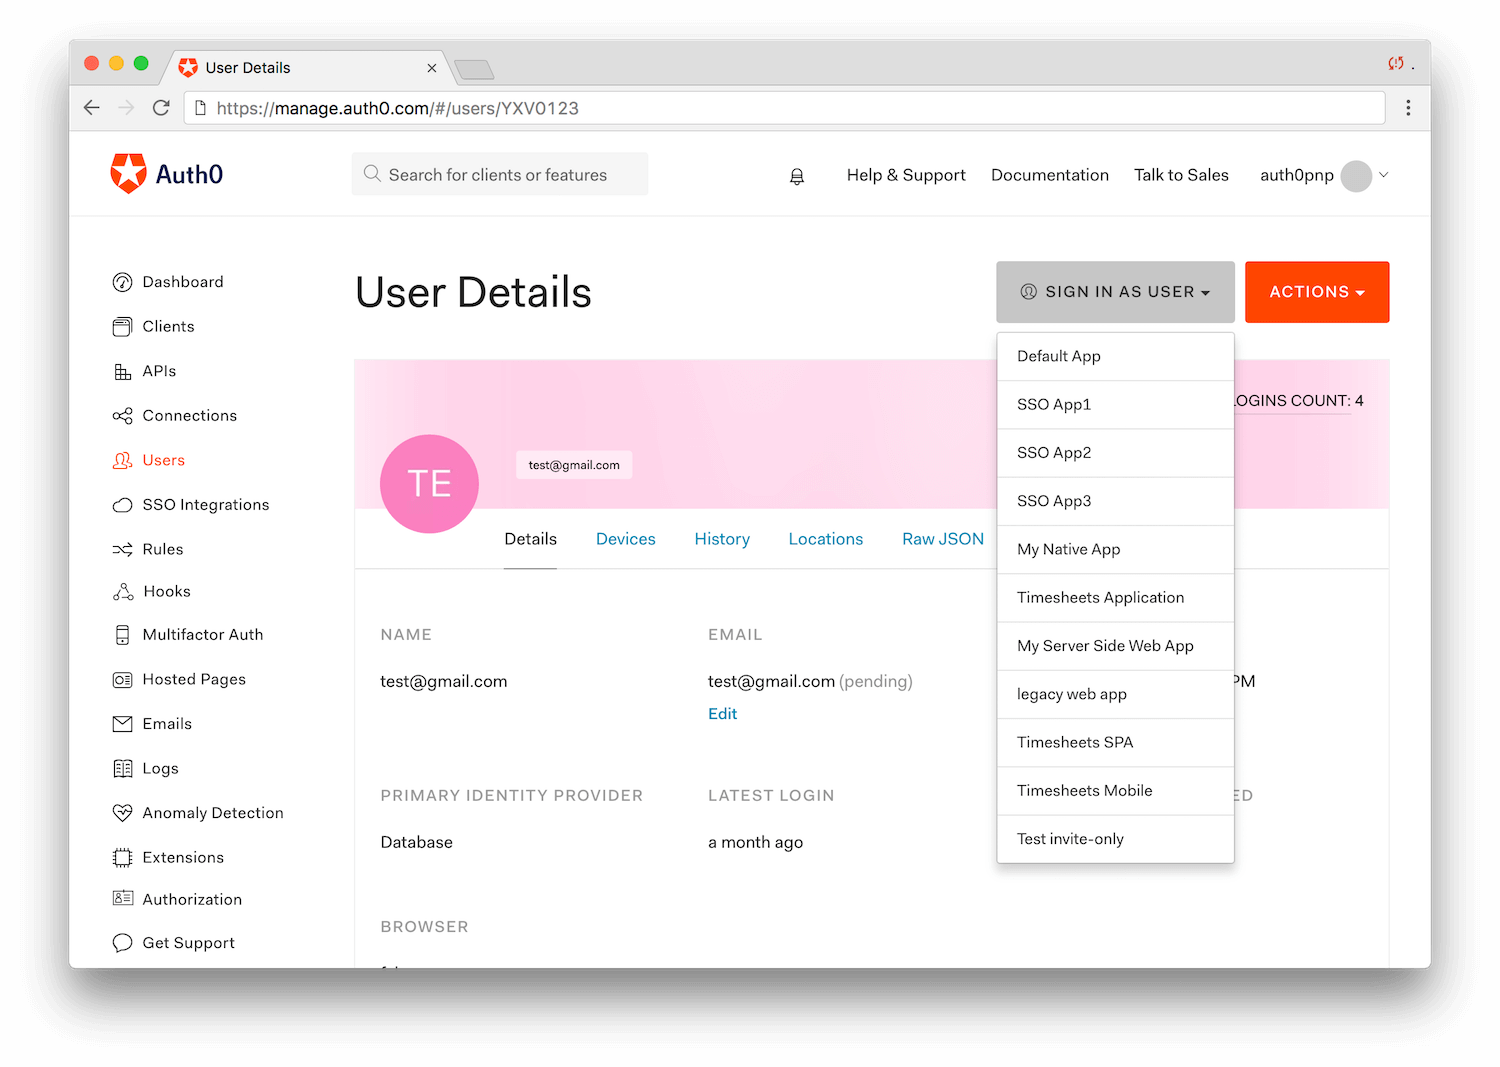 User Details
https://manage.auth0.com/#/users/YXV0123
Auth0
Search for clients or features
Help & Support
Documentation
Talk to Sales
auth0pnp
Dashboard
Clients
APIs
Connections
Users
SSO Integrations
Rules
Hooks
Multifactor Auth
Hosted Pages
Emails
Logs
Anomaly Detection
Extensions
Authorization
Get Support
User Details
SIGN IN AS USER
ACTIONS
Default App
SSO App1
SSO App2
SSO App3
My Native App
Timesheets Application
My Server Side Web App
legacy web app
Timesheets SPA
Timesheets Mobile
Test invite-only
COUNT: 4
TE
test@gmail.com
Details
Devices
History
Locations
Raw JSON
NAME
test@gmail.com
EMAIL
test@gmail.com (pending)
Edit
PM
PRIMARY IDENTITY PROVIDER
Database
LATEST LOGIN
a month ago
BROWSER